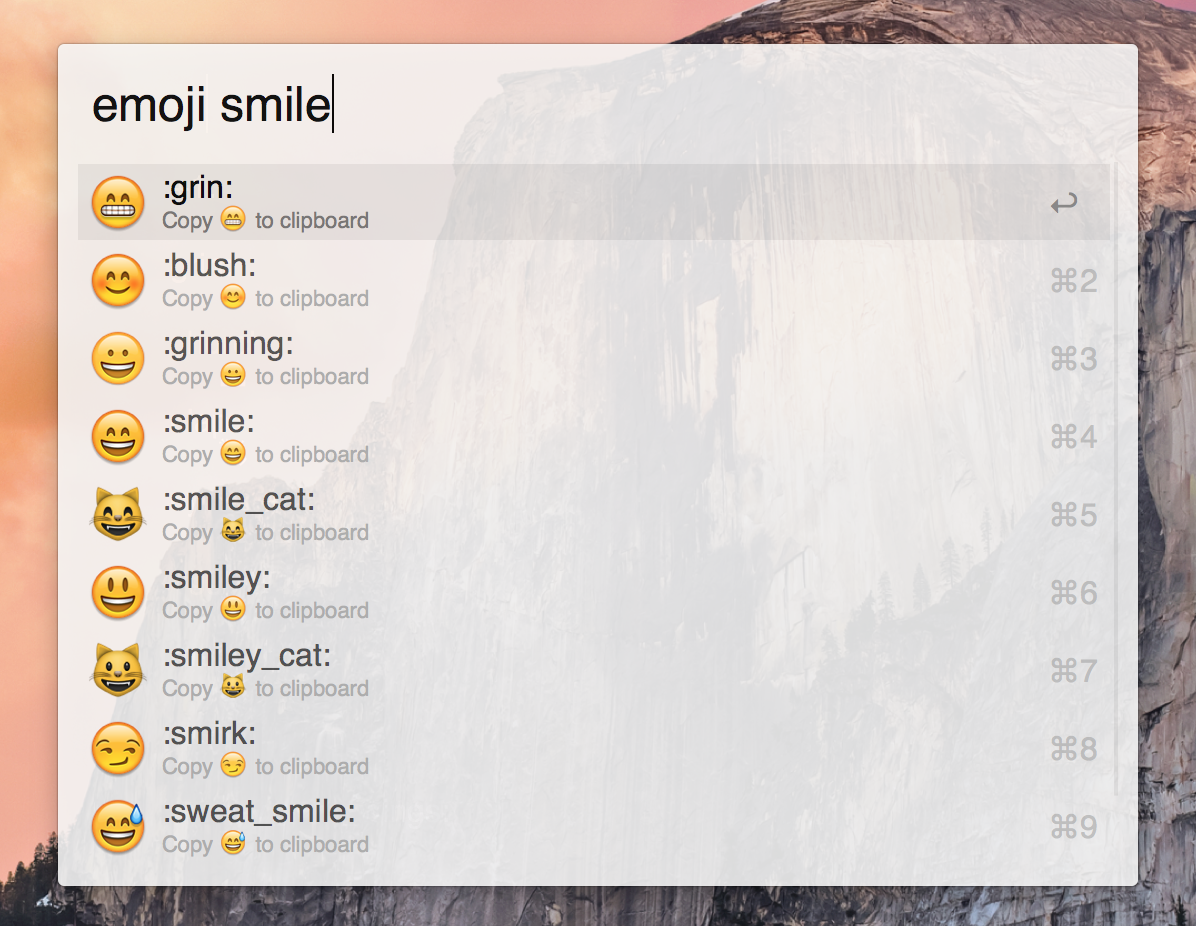 emoji smile
:grin:
Copy 😁 to clipboard
↩
:blush:
Copy 😊 to clipboard
⌘2
:grinning:
Copy 😀 to clipboard
⌘3
:smile:
Copy 😄 to clipboard
⌘4
:smile_cat:
Copy 😸 to clipboard
⌘5
:smiley:
Copy 😃 to clipboard
⌘6
:smiley_cat:
Copy 😺 to clipboard
⌘7
:smirk:
Copy 😏 to clipboard
⌘8
:sweat_smile:
Copy 😅 to clipboard
⌘9